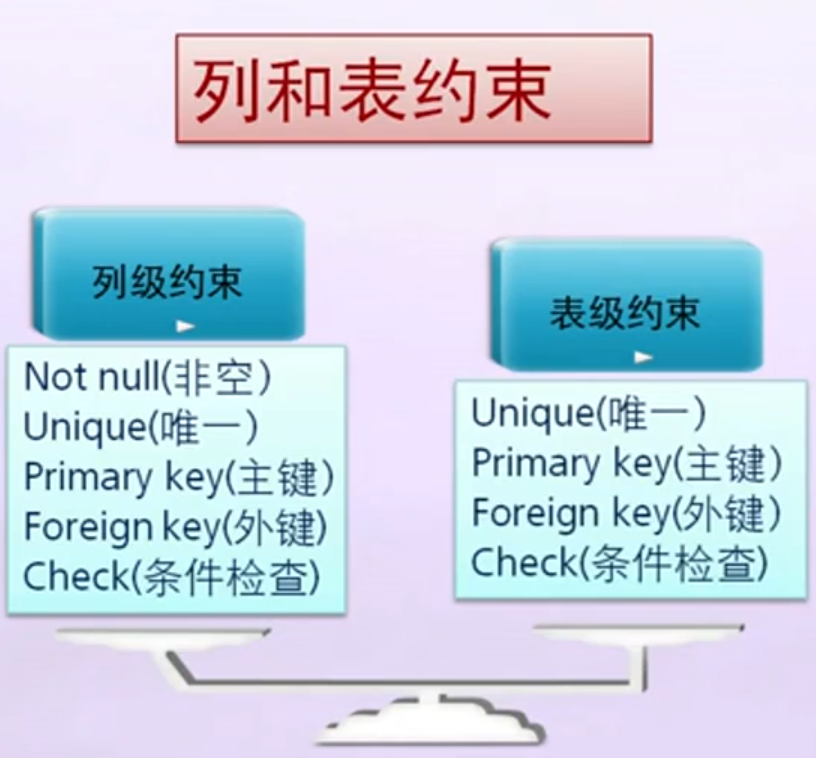 列和表约束
列级约束
Not null(非空)
Unique(唯一)
Primary key(主键)
Foreign key(外键)
Check(条件检查)
表级约束
Unique(唯一)
Primary key(主键)
Foreign key(外键)
Check(条件检查)